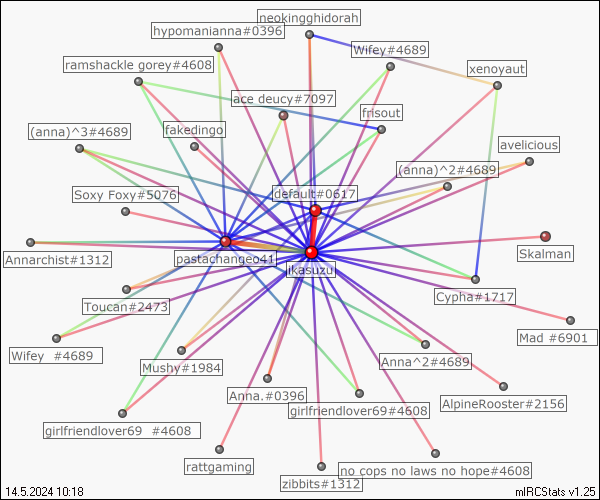 neokingghidorah
hypomanianna#0396
Wifey#4689
ramshackle gorey#4608
xenoyaut
ace deucy#7097
frisout
(anna)^3#4689
fakedingo
avelicious
(anna)^2#4689
Soxy Foxy#5076
default#0617
Skalman
Annarchist#1312
pastachangeo41
jkasuzu
Cypha#1717
Toucan#2473
Mad #6901
Wifey  #4689
Mushy#1984
Anna^2#4689
Anna.#0396
AlpineRooster#2156
girlfriendlover69#4608
girlfriendlover69  #4608
rattgaming
no cops no laws no hope#4608
zibbits#1312
14.5.2024 10:18
mIRCStats v1.25